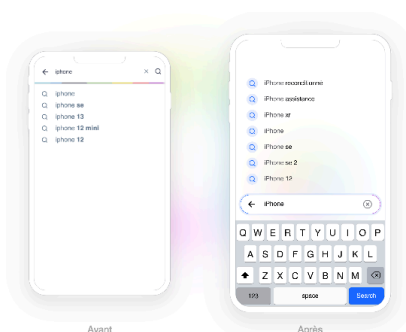 iphone
iphone
iphone se
iphone 13
iphone 12 mini
iphone 12
Avant
iPhone reconditionné
iPhone assistance
iPhone xr
iPhone
iPhone se
iPhone se 2
iPhone 12
iPhone
Q W E R T Y U I O P
A S D F G H J K L
Z X C V B N M
123 space Search
Après